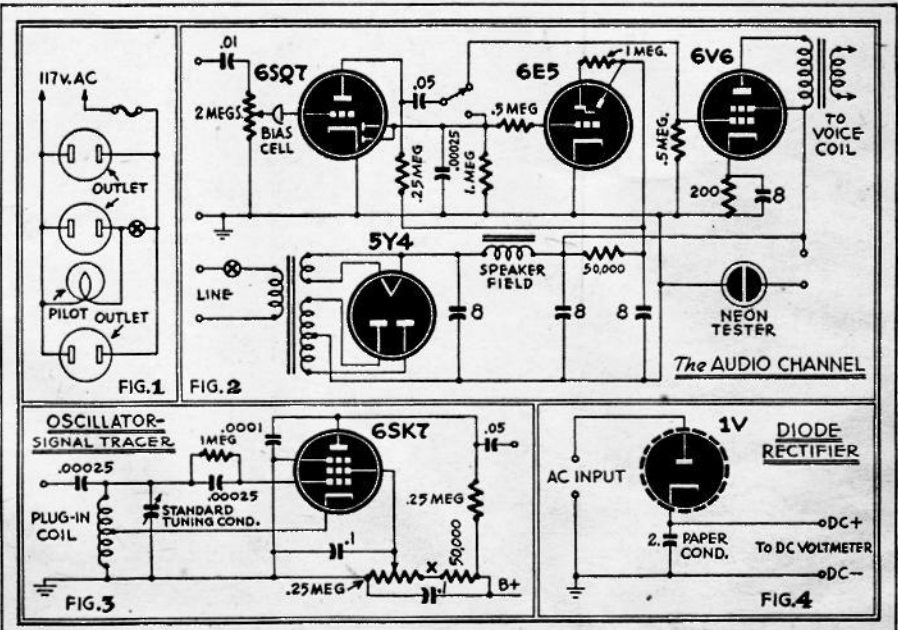 117V. AC
OUTLET
OUTLET
PILOT
OUTLET
FIG.1
.01
6SQ7
2 MEGS.
BIAS
CELL
.05
.5 MEG
6E5
1 MEG.
6V6
.25 MEG
.00025
1. MEG
.5 MEG.
200
8
TO
VOICE-
COIL
LINE
5Y4
SPEAKER
FIELD
50,000
8
8
8
NEON
TESTER
FIG.2
The AUDIO CHANNEL
OSCILLATOR-
SIGNAL TRACER
.00025
1 MEG
.00025
.0001
6SK7
.05
.25 MEG
PLUG-IN
COIL
STANDARD
TUNING COND.
.1
X
50,000
.25 MEG
.1
B+
FIG.3
1V
DIODE
RECTIFIER
AC INPUT
2.
PAPER
COND.
DC+
TO DC VOLTMETER
DC-
FIG.4